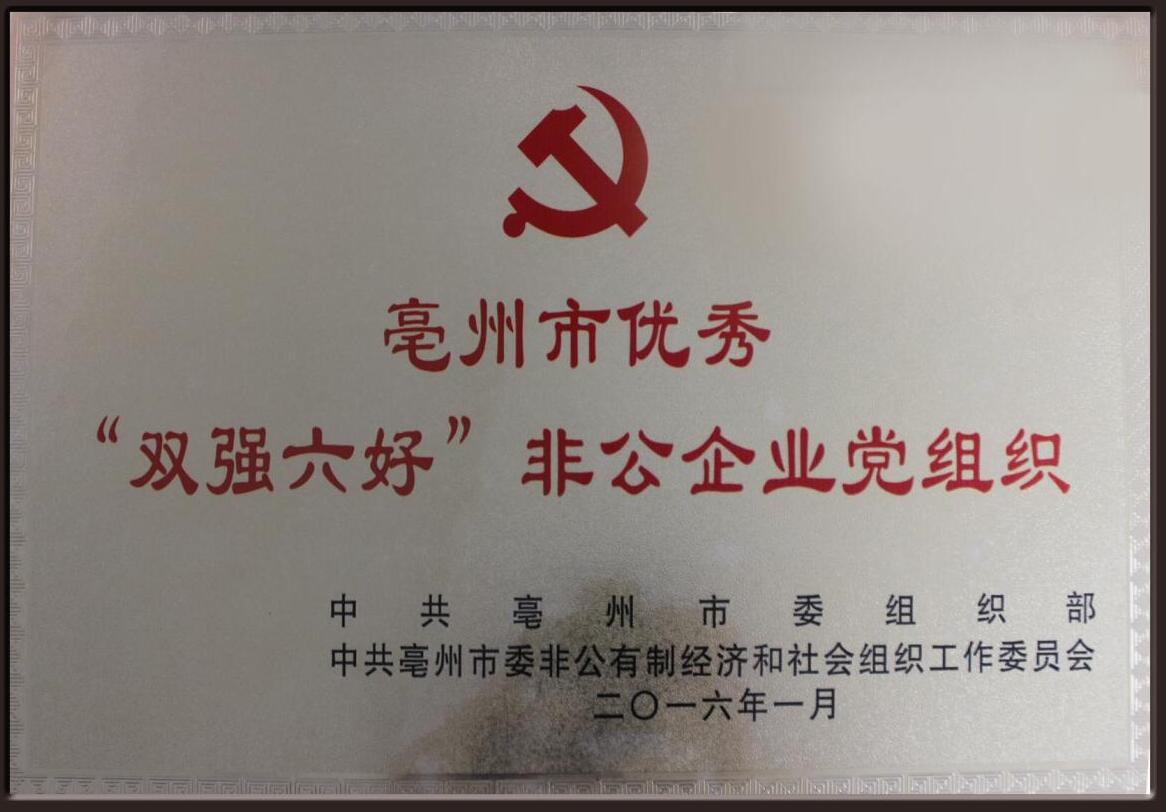 亳州市优秀
“双强六好”非公企业党组织
中共亳州市委组织部
中共亳州市委非公有制经济和社会组织工作委员会
二〇一六年一月